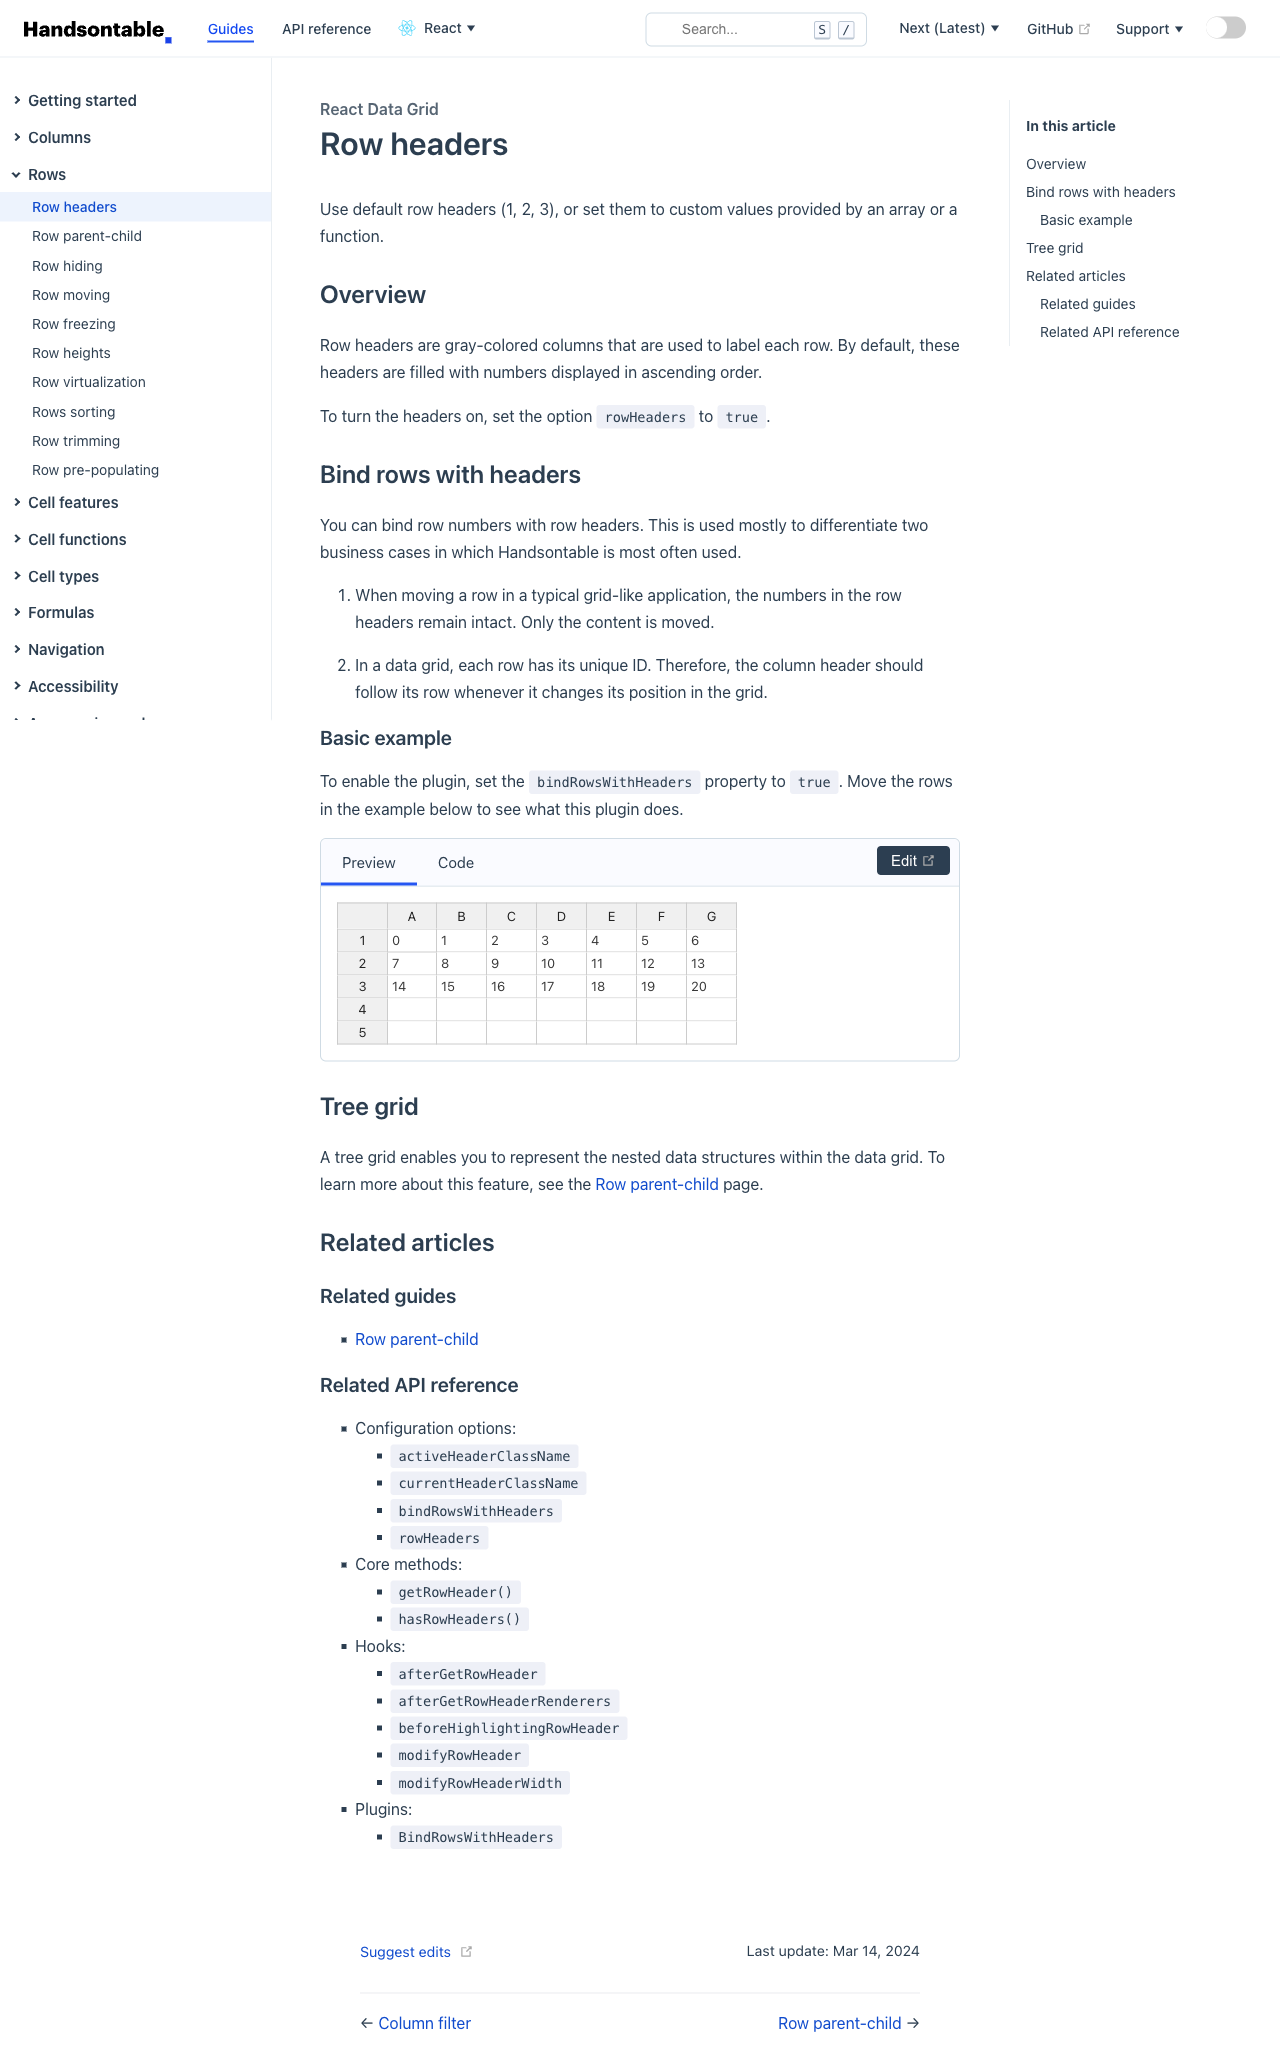 Handsontable.
Guides
API reference
React
Search...
S
/
Next (Latest)
GitHub
Support
Getting started
Columns
Rows
Row headers
Row parent-child
Row hiding
Row moving
Row freezing
Row heights
Row virtualization
Rows sorting
Row trimming
Row pre-populating
Cell features
Cell functions
Cell types
Formulas
Navigation
Accessibility
React Data Grid
Row headers
Use default row headers (1, 2, 3), or set them to custom values provided by an array or a
function.
Overview
Row headers are gray-colored columns that are used to label each row. By default, these
headers are filled with numbers displayed in ascending order.
To turn the headers on, set the option rowHeaders to true.
Bind rows with headers
You can bind row numbers with row headers. This is used mostly to differentiate two
business cases in which Handsontable is most often used.
1. When moving a row in a typical grid-like application, the numbers in the row
headers remain intact. Only the content is moved.
2. In a data grid, each row has its unique ID. Therefore, the column header should
follow its row whenever it changes its position in the grid.
Basic example
To enable the plugin, set the bindRowsWithHeaders property to true. Move the rows
in the example below to see what this plugin does.
Preview Code Edit
A B C D E F G
1 0 1 2 3 4 5 6
2 7 8 9 10 11 12 13
3 14 15 16 17 18 19 20
4
5
Tree grid
A tree grid enables you to represent the nested data structures within the data grid. To
learn more about this feature, see the Row parent-child page.
Related articles
Related guides
Row parent-child
Related API reference
Configuration options:
activeHeaderClassName
currentHeaderClassName
bindRowsWithHeaders
rowHeaders
Core methods:
getRowHeader()
hasRowHeaders()
Hooks:
afterGetRowHeader
afterGetRowHeaderRenderers
beforeHighlightingRowHeader
modifyRowHeader
modifyRowHeaderWidth
Plugins:
BindRowsWithHeaders
Suggest edits
Last update: Mar 14, 2024
← Column filter
Row parent-child →
In this article
Overview
Bind rows with headers
Basic example
Tree grid
Related articles
Related guides
Related API reference